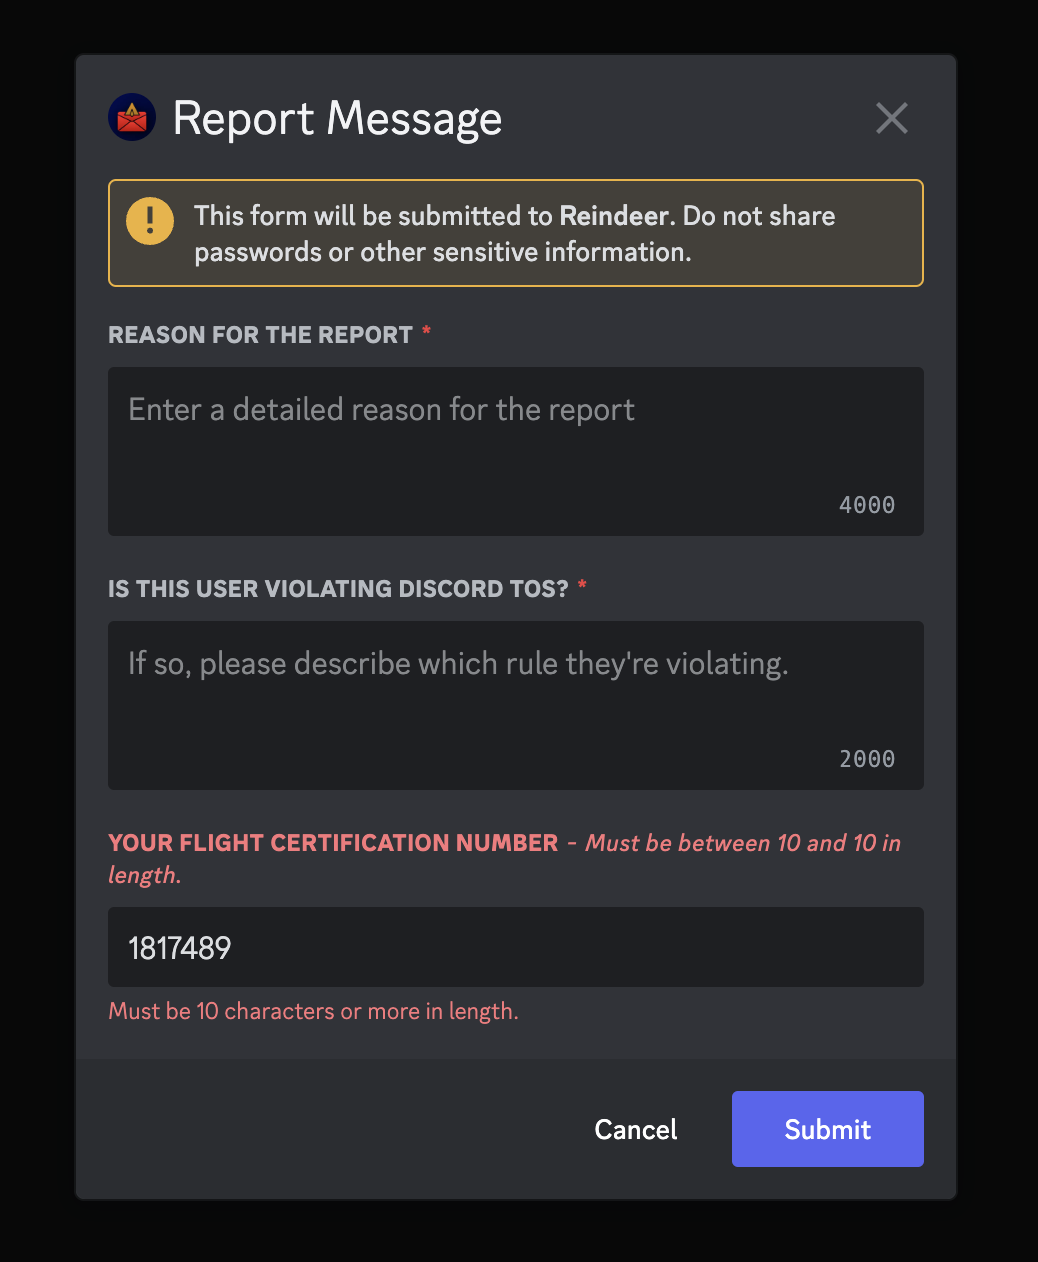 Report Message
This form will be submitted to Reindeer. Do not share
passwords or other sensitive information.
REASON FOR THE REPORT *
Enter a detailed reason for the report
4000
IS THIS USER VIOLATING DISCORD TOS? *
If so, please describe which rule they're violating.
2000
YOUR FLIGHT CERTIFICATION NUMBER - Must be between 10 and 10 in
length.
1817489
Must be 10 characters or more in length.
Cancel
Submit